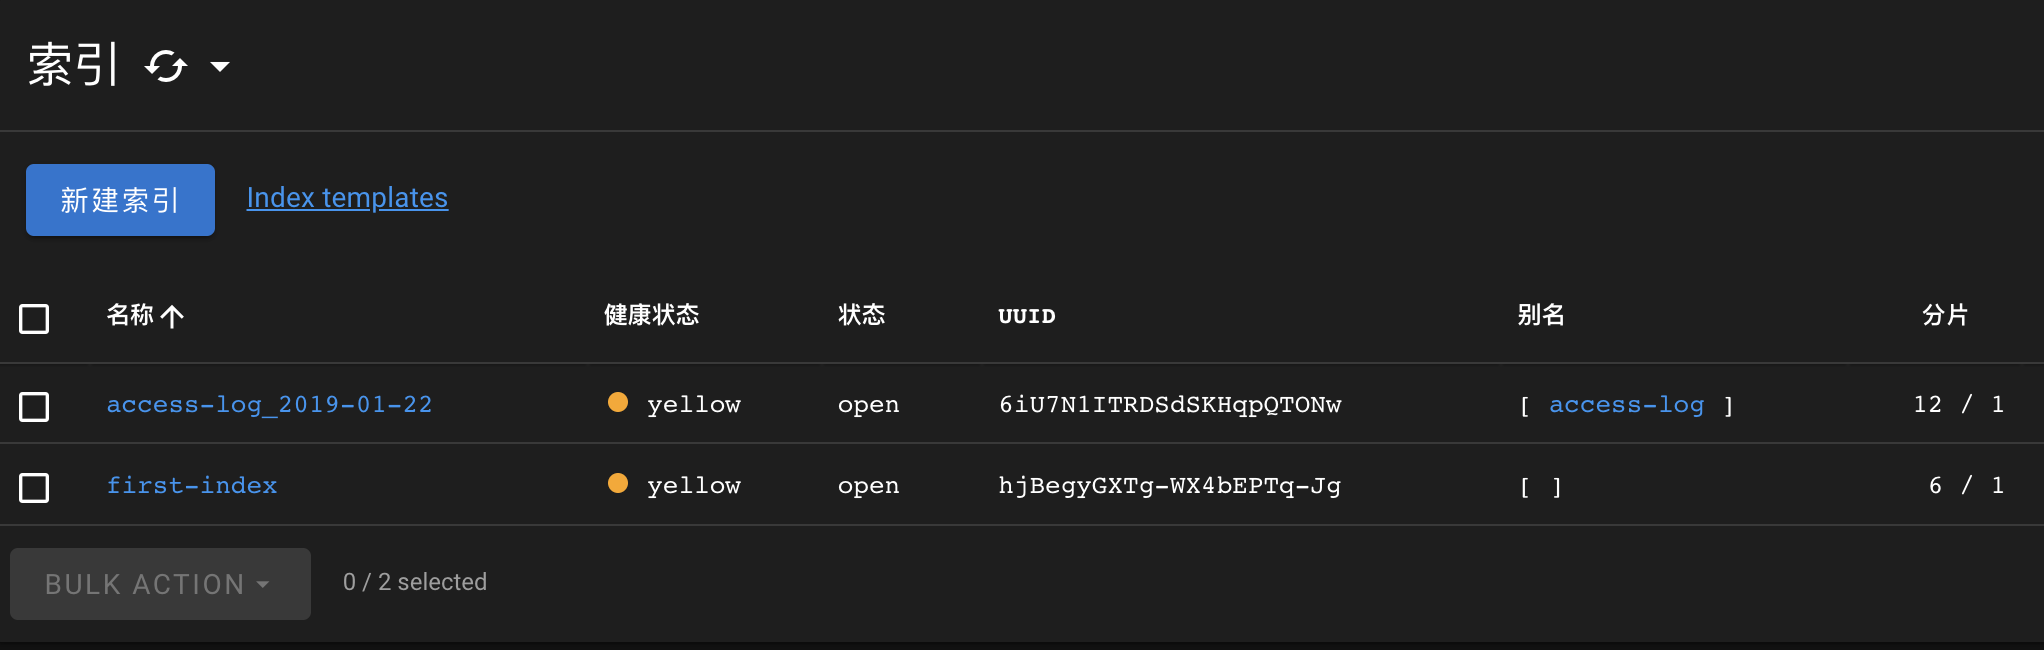 索引
新建索引 Index templates
名称 健康状态 状态 UUID 别名 分片
access-log_2019-01-22 yellow open 6iU7N1ITRDSdSKHqpQTONw [ access-log ] 12 / 1
first-index yellow open hjBegyGXTg-WX4bEPTq-Jg [ ] 6 / 1
BULK ACTION 0 / 2 selected